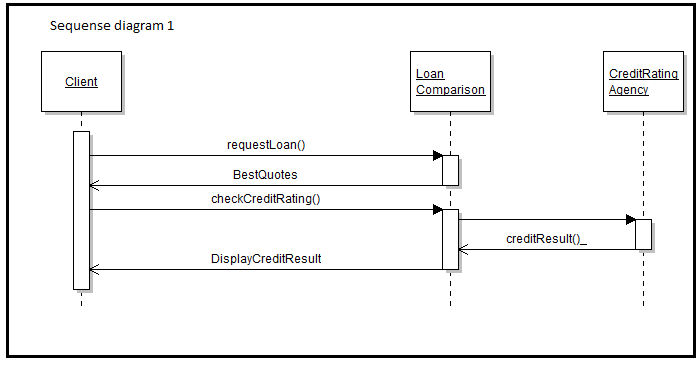 Sequense diagram 1
Client
Loan
Comparison
CreditRating
Agency
requestLoan()
BestQuotes
checkCreditRating()
creditResult()_
DisplayCreditResult